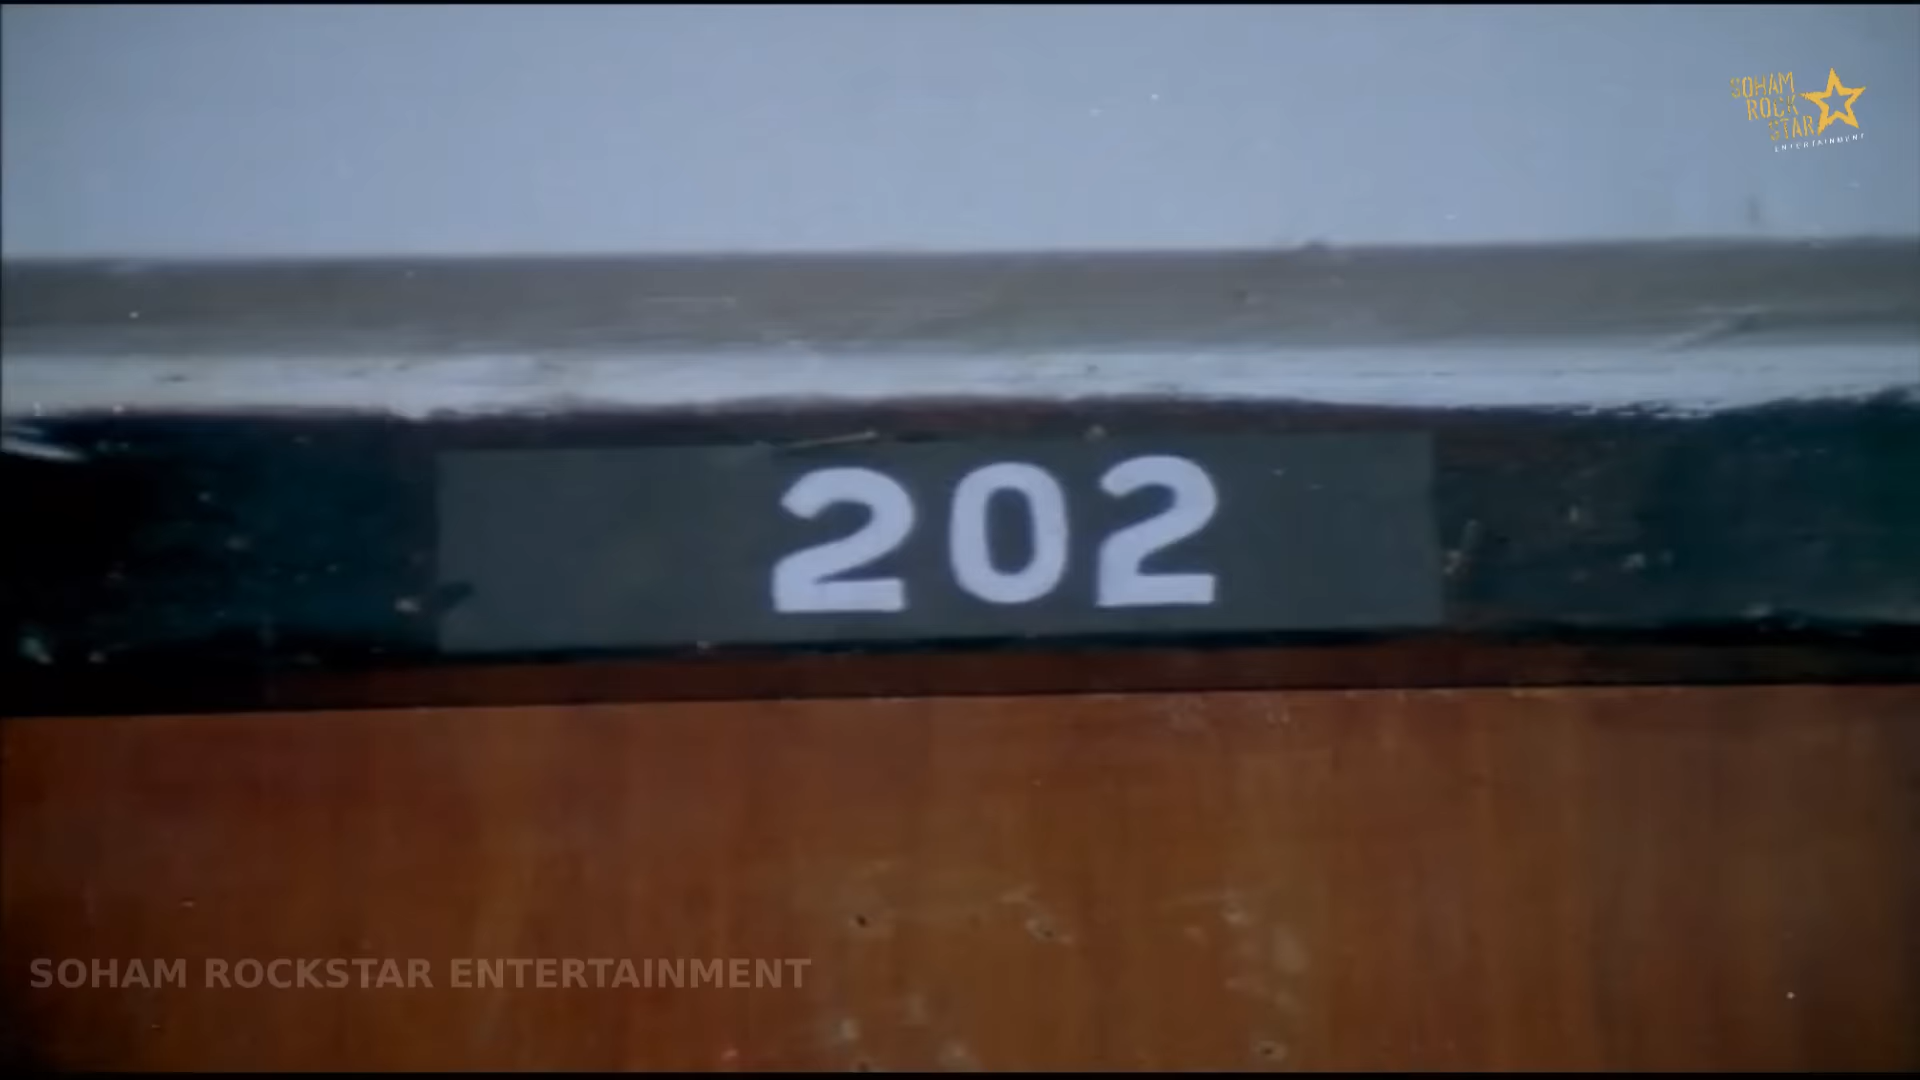 SOHAM
ROCK
STAR
ENTERTAINMENT
202
SOHAM ROCKSTAR ENTERTAINMENT